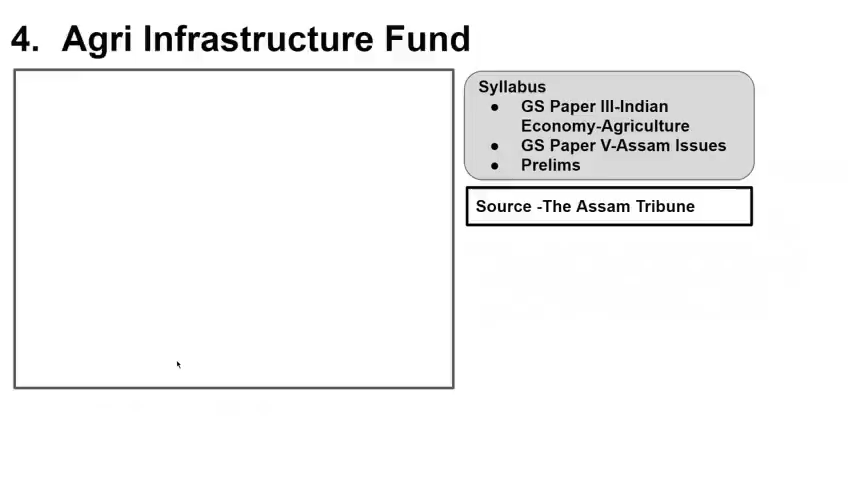 4. Agri Infrastructure Fund
Syllabus
● GS Paper III-Indian
Economy-Agriculture
● GS Paper V-Assam Issues
● Prelims
Source -The Assam Tribune